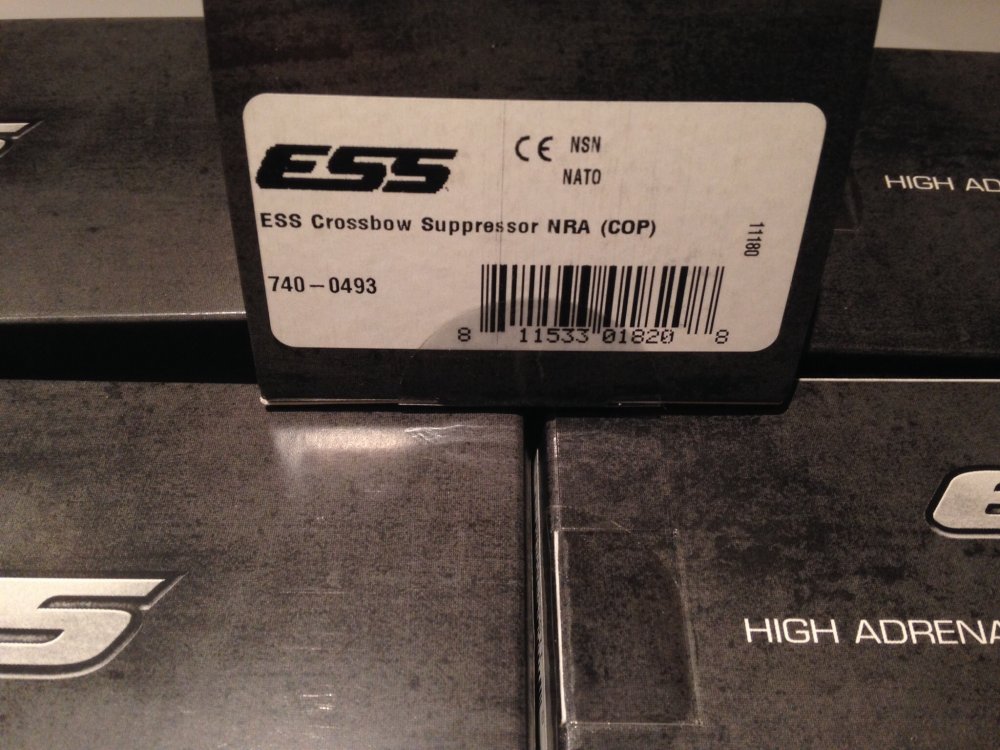 ESS
CE NSN
NATO
ESS Crossbow Suppressor NRA (COP)
11180
740-0493
8 11533 01820 8
HIGH AD
S
HIGH ADRENA